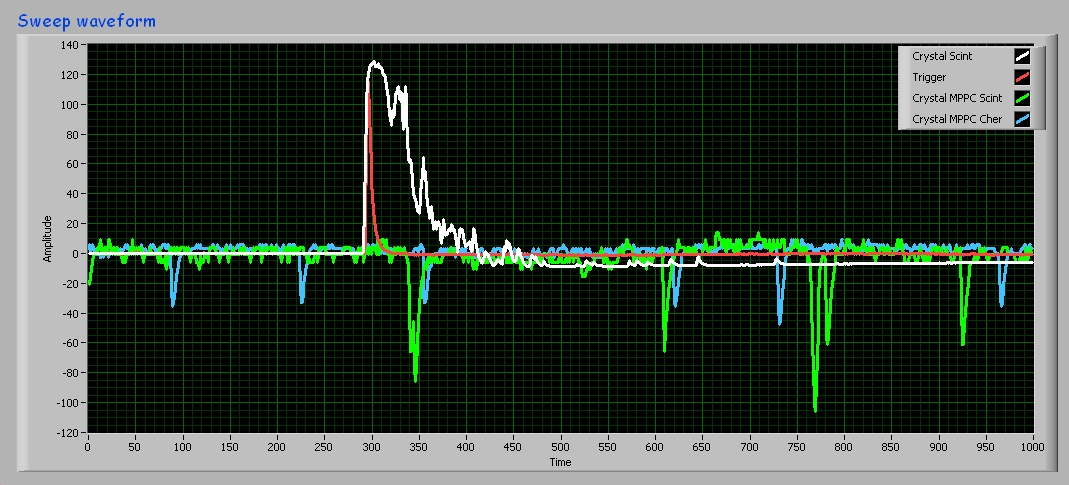 Sweep waveform
Crystal Scint
Trigger
Crystal MPPC Scint
Crystal MPPC Cher
Amplitude
140
120
100
80
60
40
20
0
-20
-40
-60
-80
-100
-120
0 50 100 150 200 250 300 350 400 450 500 550 600 650 700 750 800 850 900 950 1000
Time